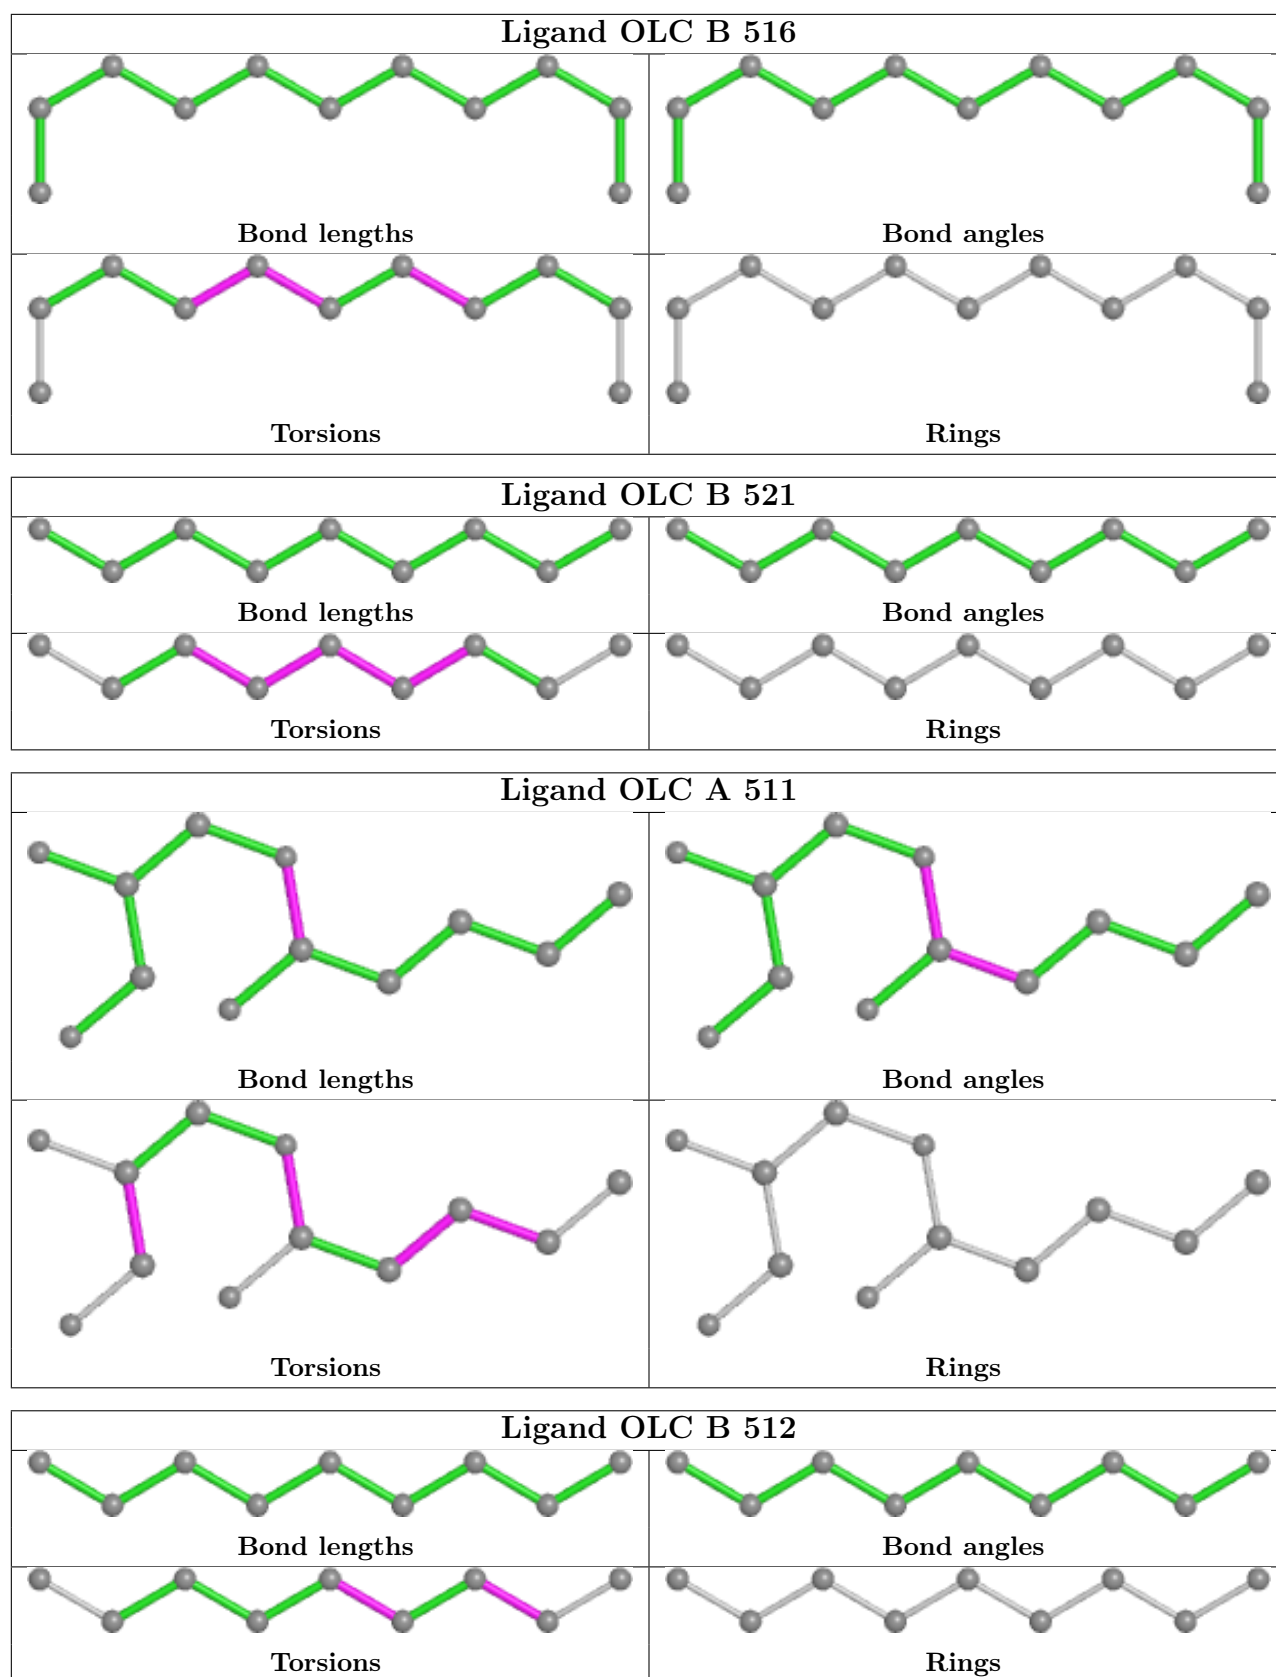 Ligand OLC B 516
Bond lengths
Bond angles
Torsions
Rings
Ligand OLC B 521
Bond lengths
Bond angles
Torsions
Rings
Ligand OLC A 511
Bond lengths
Bond angles
Torsions
Rings
Ligand OLC B 512
Bond lengths
Bond angles
Torsions
Rings